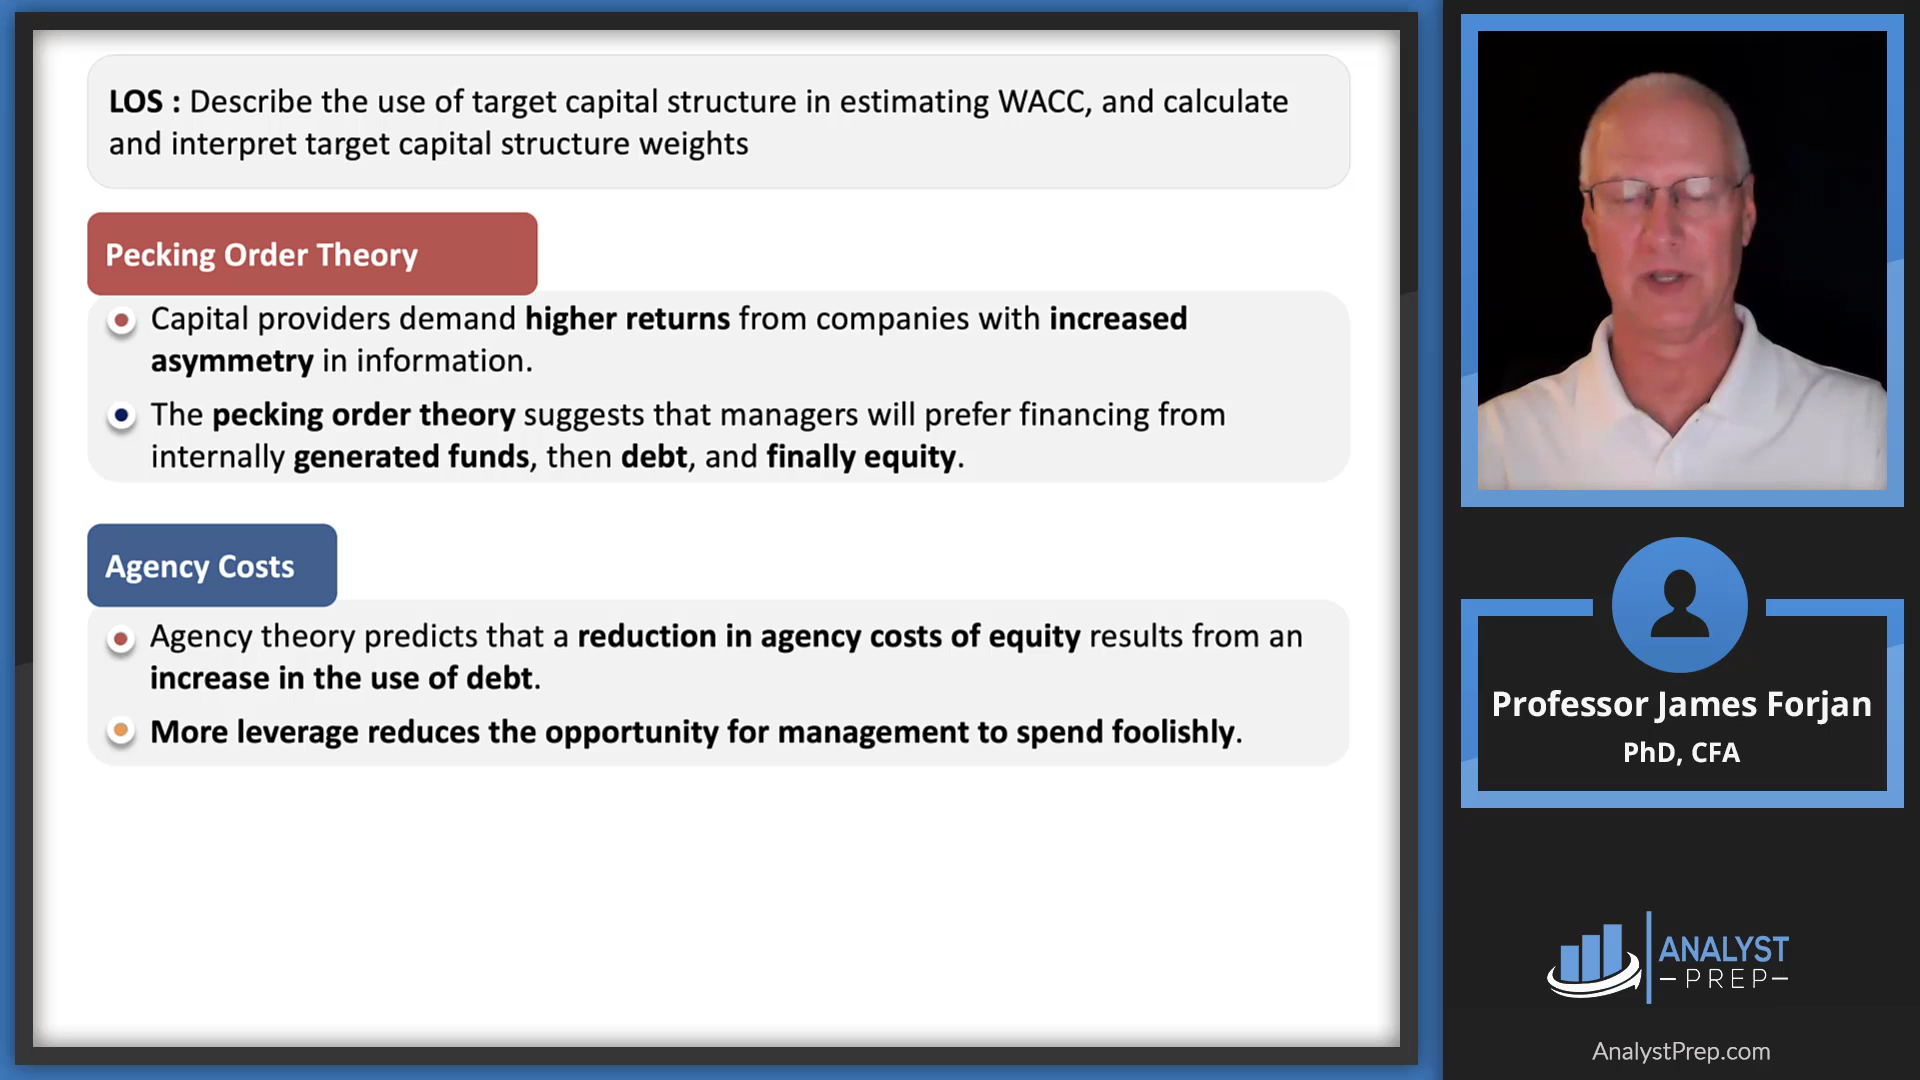 LOS : Describe the use of target capital structure in estimating WACC, and calculate
and interpret target capital structure weights
Pecking Order Theory
Capital providers demand higher returns from companies with increased
asymmetry in information.
The pecking order theory suggests that managers will prefer financing from
internally generated funds, then debt, and finally equity.
Agency Costs
Agency theory predicts that a reduction in agency costs of equity results from an
increase in the use of debt.
More leverage reduces the opportunity for management to spend foolishly.
Professor James Forjan
PhD, CFA
ANALYST
PREP
AnalystPrep.com